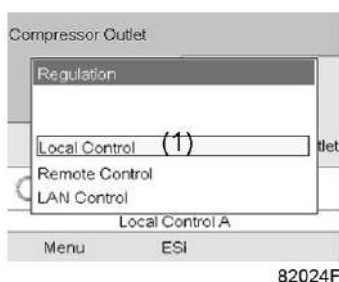 Compressor Outlet
Regulation
Local Control (1)
tlet
Remote Control
LAN Control
Local Control A
Menu ESI
82024F